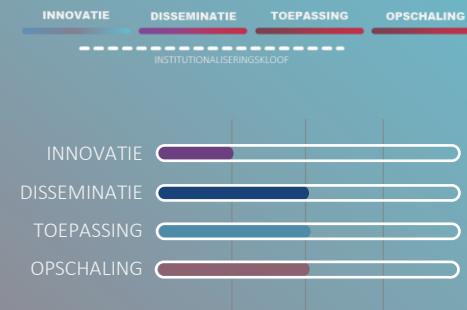 INNOVATIE DISSEMINATIE TOEPASSING OPSCHALING
INSTITUTIONALISERINGSKLOOF
INNOVATIE
DISSEMINATIE
TOEPASSING
OPSCHALING